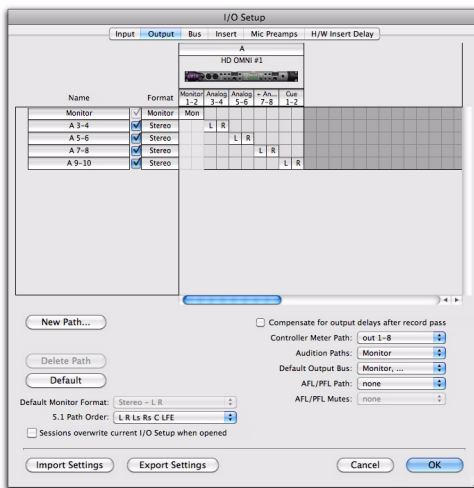 I/O Setup
Input Output Bus Insert Mic Preamps H/W Insert Delay
A
HD OMNI #1
Name Format Monitor 1-2 Analog 3-4 Analog 5-6 + An... 7-8 Cue 1-2
Monitor Monitor Mon
A 3-4 Stereo L R
A 5-6 Stereo L R
A 7-8 Stereo L R
A 9-10 Stereo L R
New Path...
Compensate for output delays after record pass
Controller Meter Path: out 1-8
Audition Paths: Monitor
Delete Path
Default Output Bus: Monitor, ...
Default
AFL/PFL Path: none
Default Monitor Format: Stereo - L R
AFL/PFL Mutes: none
5.1 Path Order: L R Ls Rs C LFE
Sessions overwrite current I/O Setup when opened
Import Settings Export Settings Cancel OK